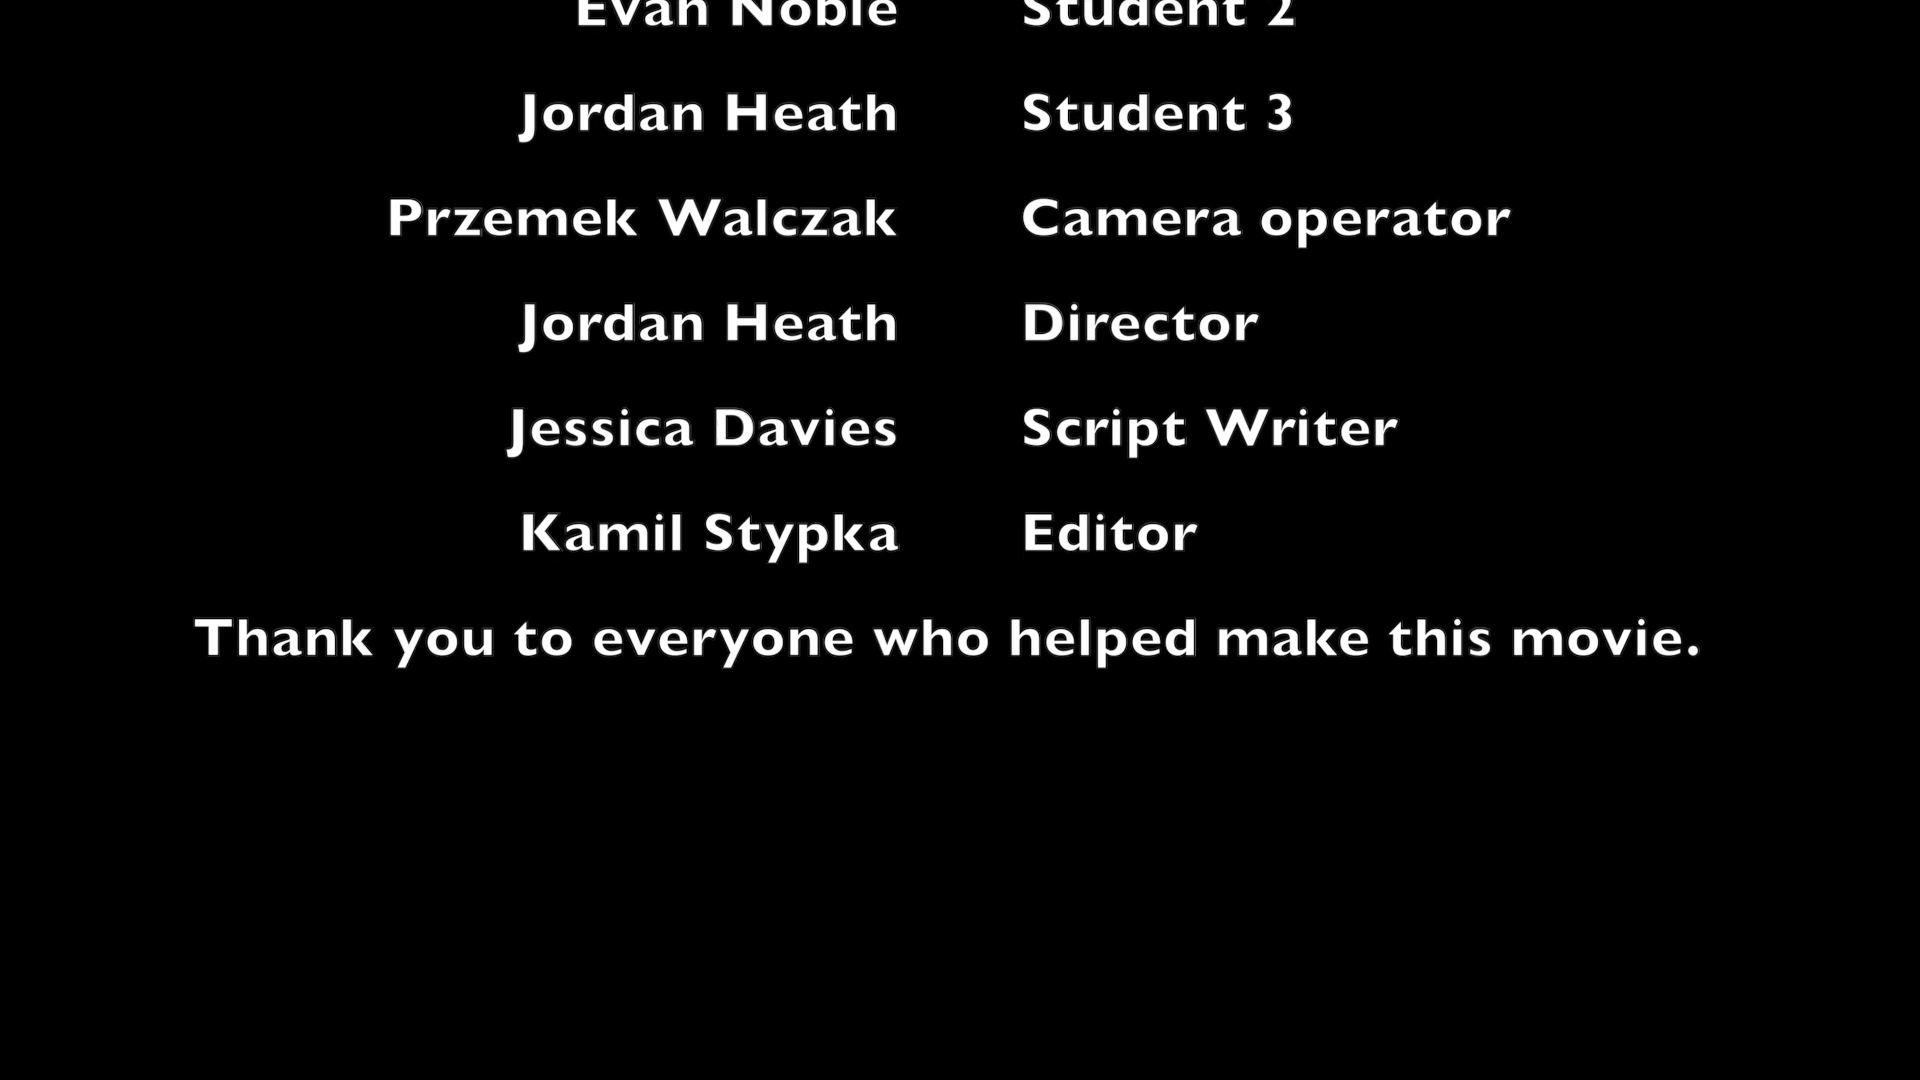 Evan Noble Student 2
Jordan Heath Student 3
Przemek Walczak Camera operator
Jordan Heath Director
Jessica Davies Script Writer
Kamil Stypka Editor
Thank you to everyone who helped make this movie.